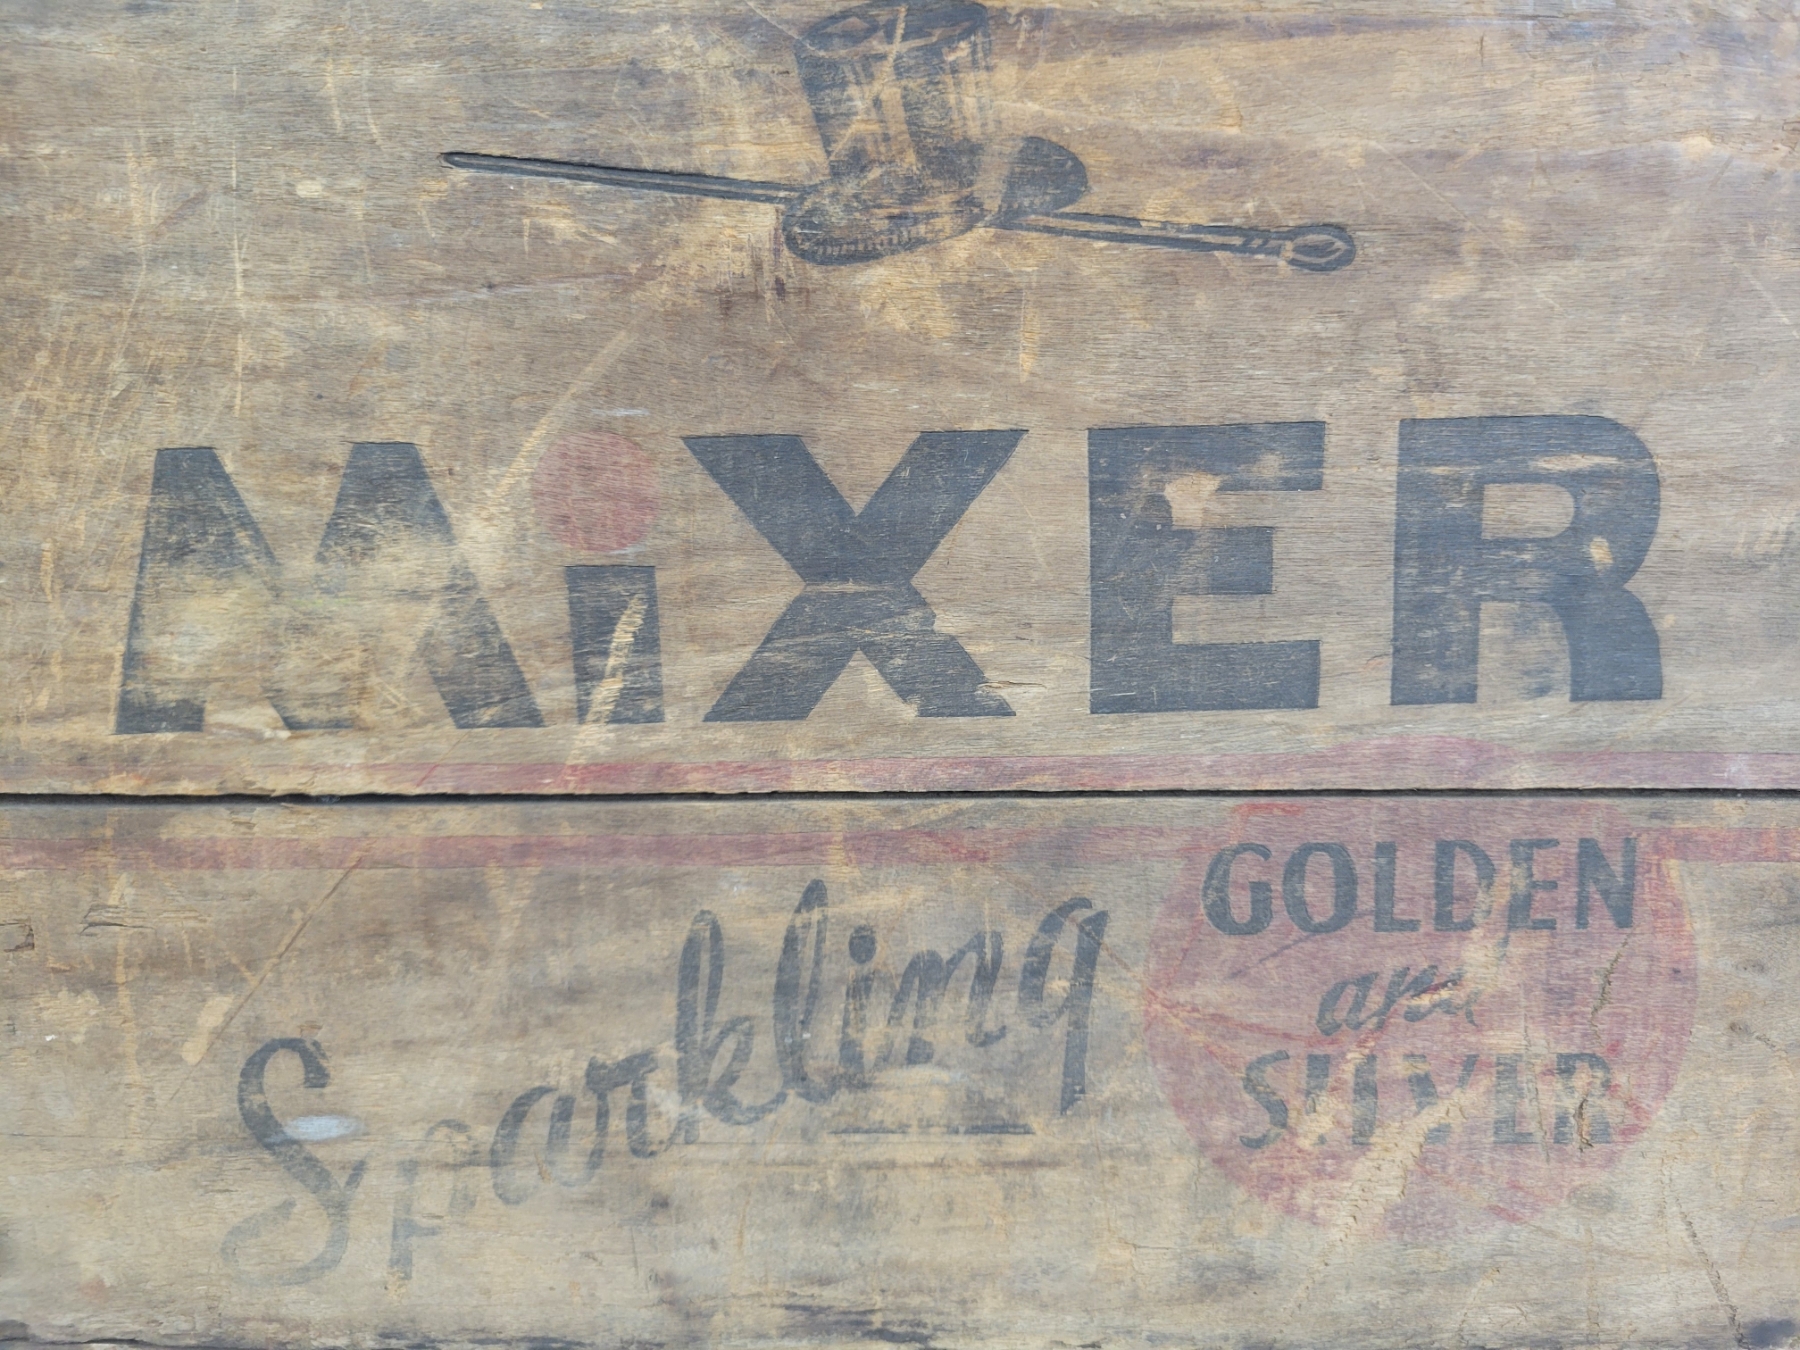 MiXER
Sparkling
GOLDEN
and
SILVER